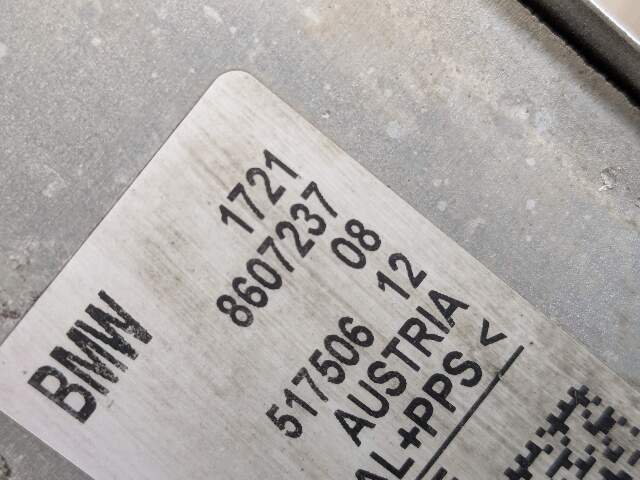 BMW
1721
8607237 08
517506 12
AUSTRIA
AL+PPS<